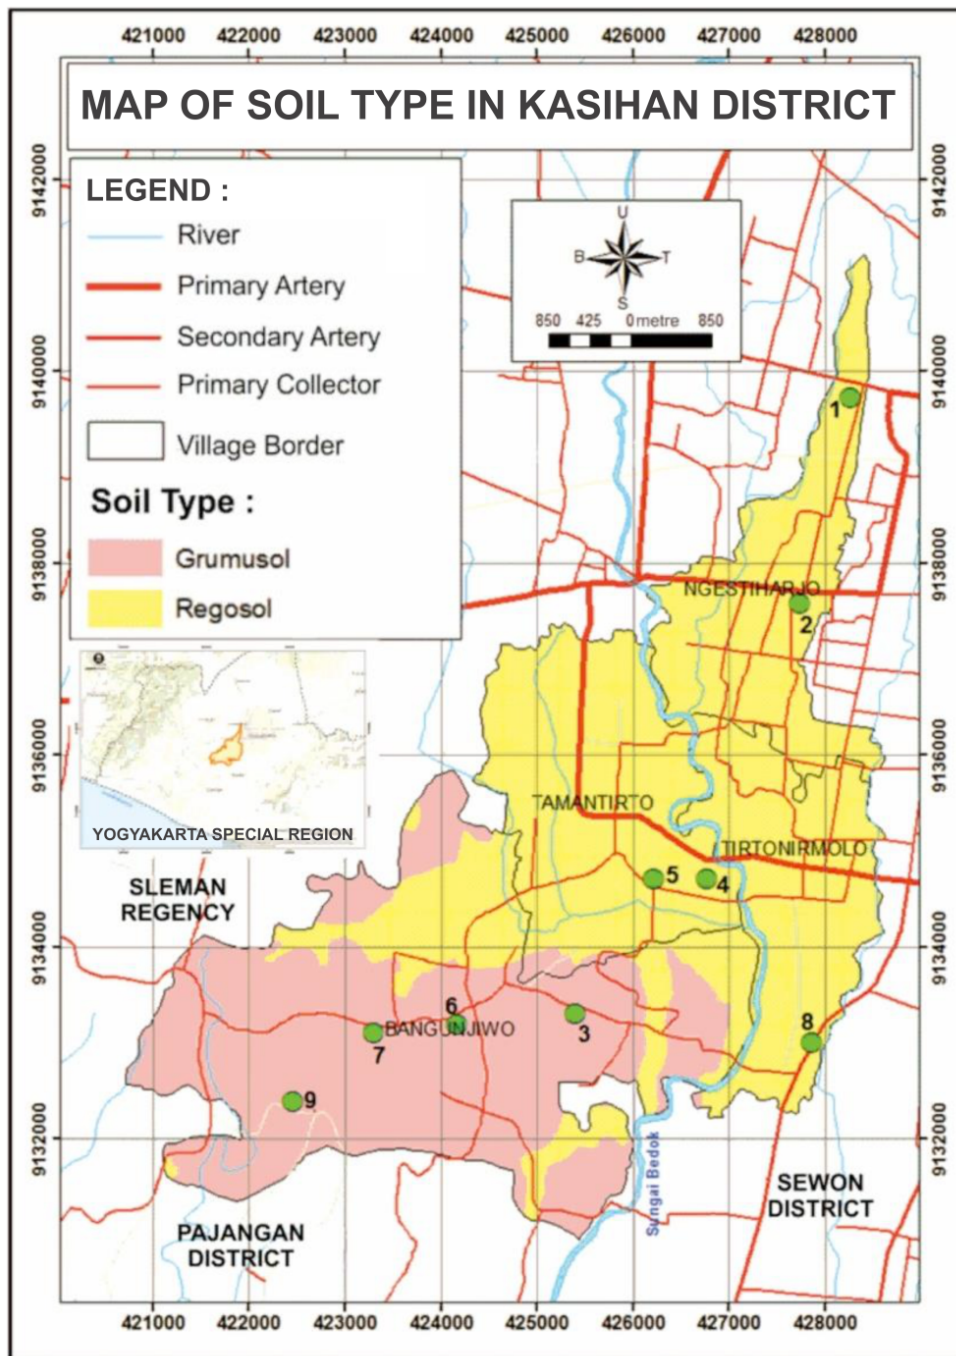 421000 422000 423000 424000 425000 426000 427000 428000
MAP OF SOIL TYPE IN KASIHAN DISTRICT
LEGEND :
River
Primary Artery
Secondary Artery
Primary Collector
Village Border
Soil Type :
Grumusol
Regosol
U
B T
S
850 425 0 metre 850
9142000
9140000
9138000
9136000
9134000
9132000
9142000
9140000
9138000
9136000
9134000
9132000
YOGYAKARTA SPECIAL REGION
1
NGESTIHARJO
2
TAMANTIRTO
TIRTONIRMOLO
5
4
SLEMAN
REGENCY
6
BANGUNJIWO
7
3
8
9
Sungai Bedok
SEWON
DISTRICT
PAJANGAN
DISTRICT
421000 422000 423000 424000 425000 426000 427000 428000